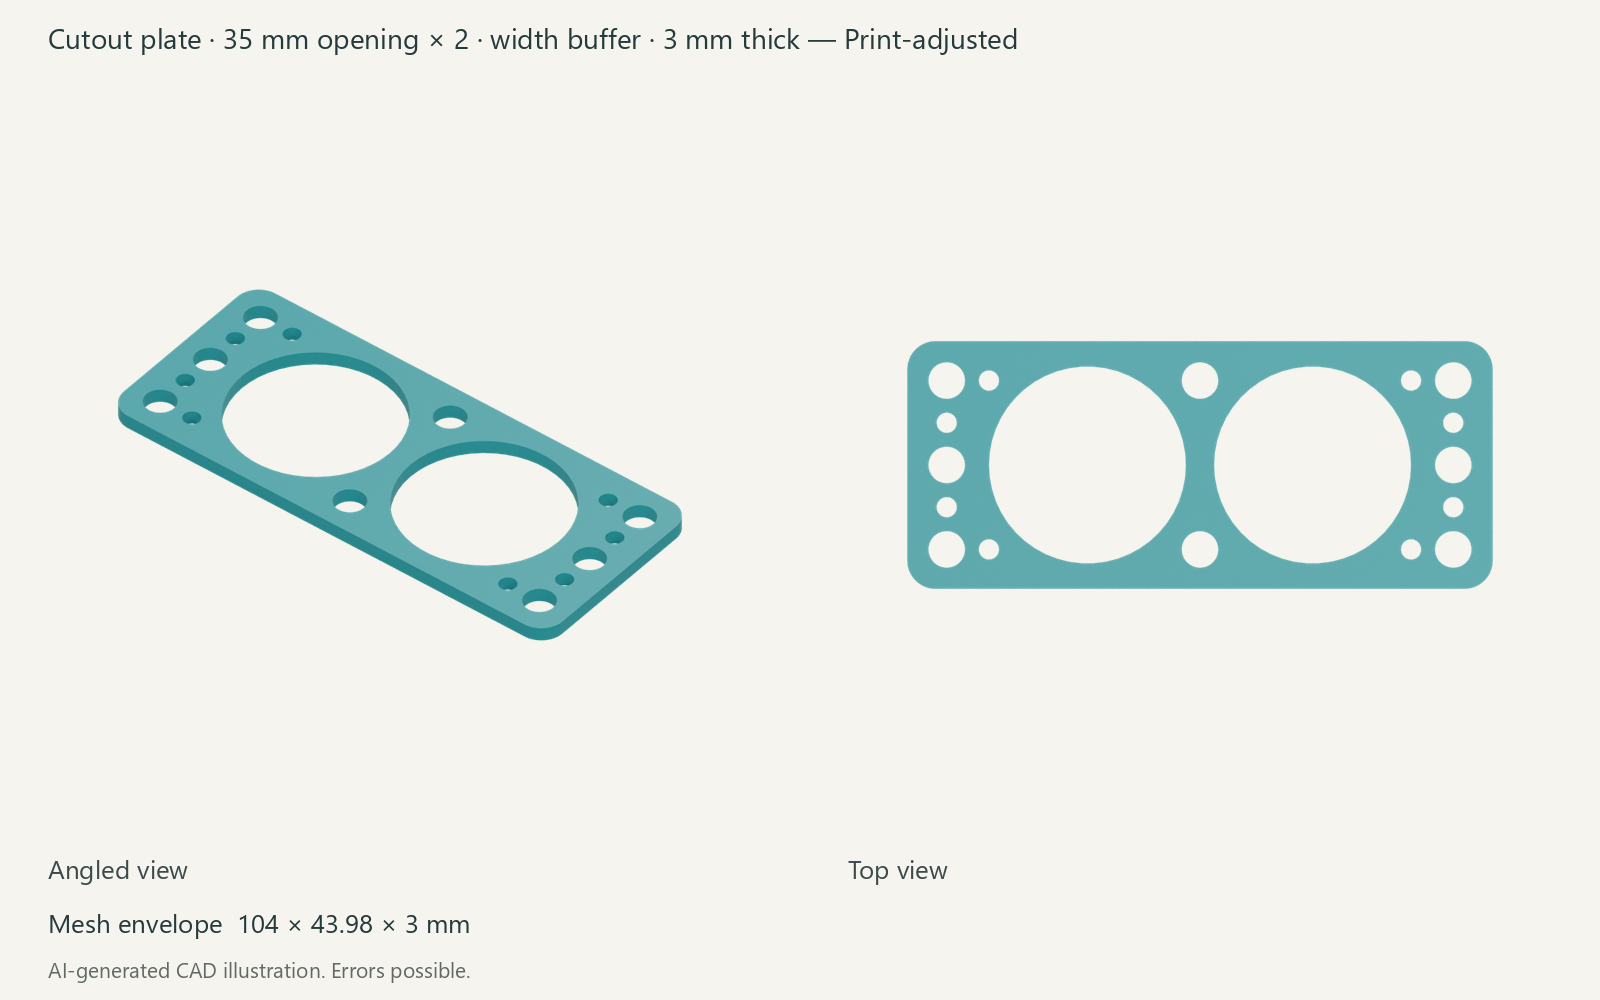 Cutout plate · 35 mm opening × 2 · width buffer · 3 mm thick — Print-adjusted
Angled view
Top view
Mesh envelope  104 × 43.98 × 3 mm
AI-generated CAD illustration. Errors possible.